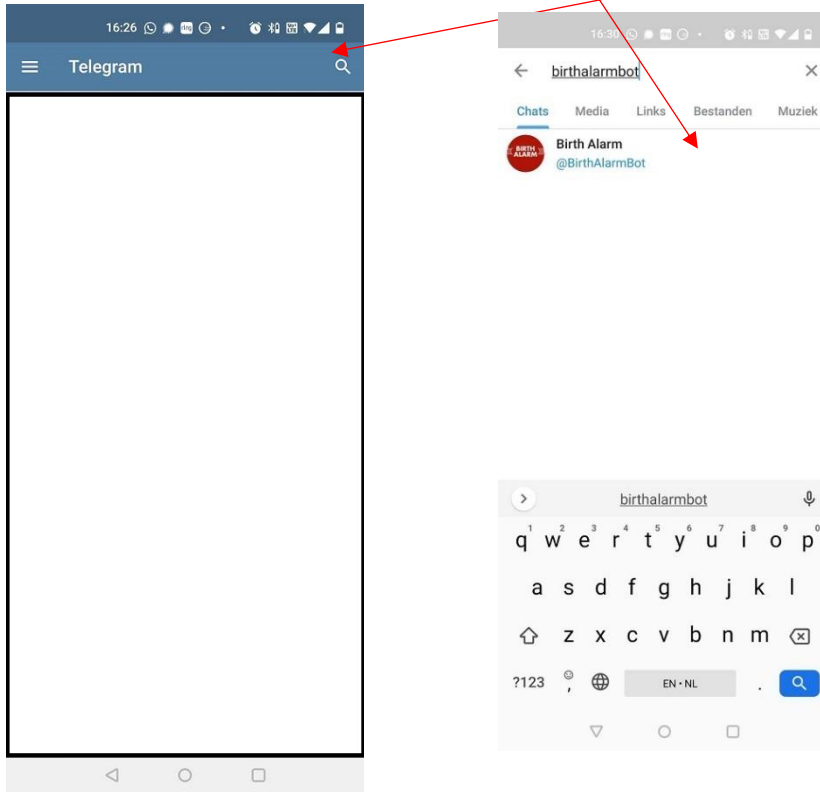 16:26
Telegram
16:30
birthalarmbot
Chats Media Links Bestanden Muziek
BIRTH
ALARM
Birth Alarm
@BirthAlarmBot
birthalarmbot
1 2 3 4 5 6 7 8 9 0
q w e r t y u i o p
a s d f g h j k l
z x c v b n m
?123 , EN • NL .